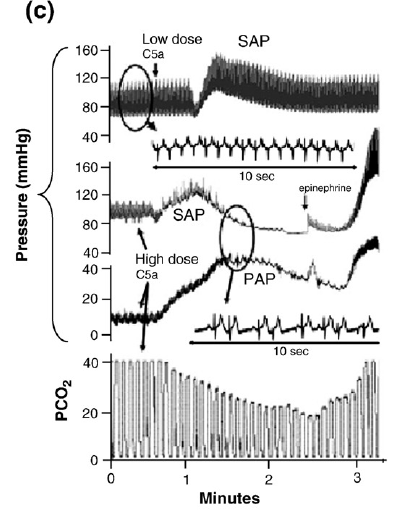 (c)
Low dose
C5a
SAP
160
120
80
40
10 sec
Pressure (mmHg)
160
120
80
40
SAP
epinephrine
High dose
C5a
PAP
40
20
0
10 sec
PCO2
40
20
0
0 1 2 3
Minutes